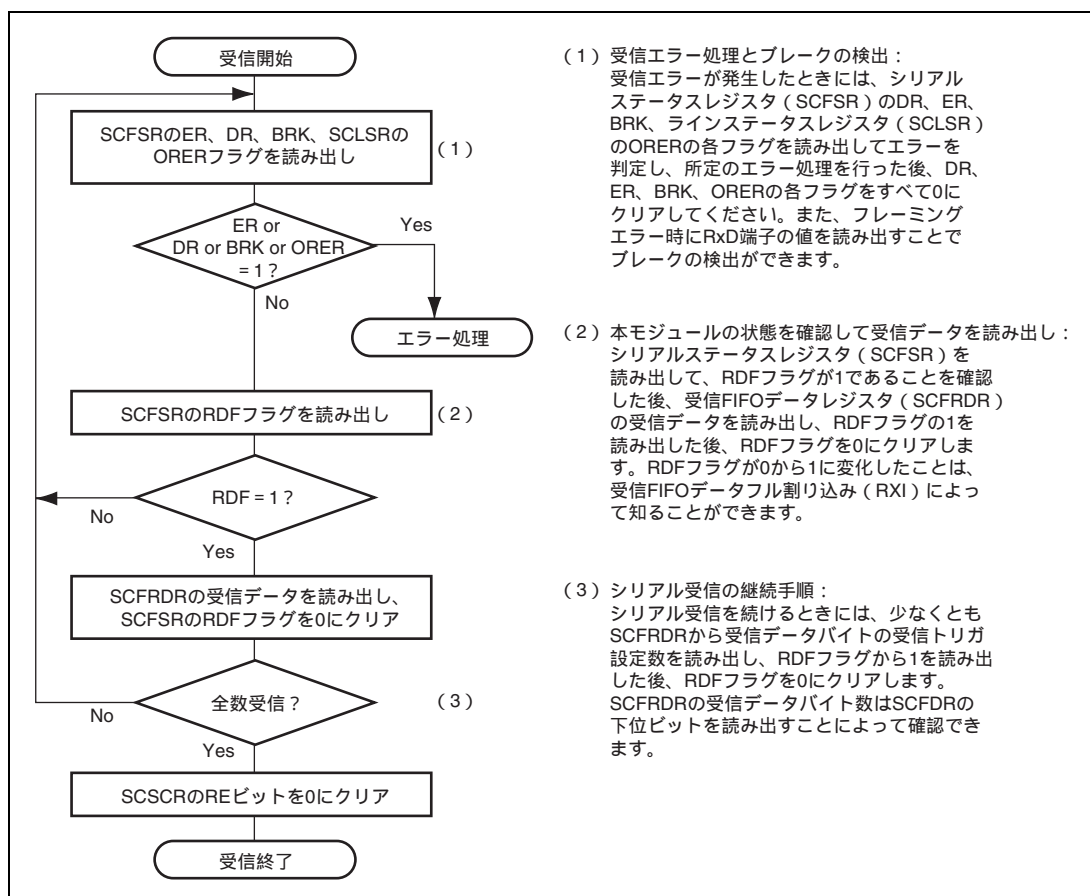 受信開始
SCFSRのER、DR、BRK、SCLSRの
ORERフラグを読み出し
(1)
ER or
DR or BRK or ORER
= 1 ?
Yes
No
エラー処理
SCFSRのRDFフラグを読み出し
(2)
RDF = 1 ?
No
Yes
SCFRDRの受信データを読み出し、
SCFSRのRDFフラグを0にクリア
全数受信 ?
(3)
No
Yes
SCSCRのREビットを0にクリア
受信終了
(1) 受信エラー処理とブレークの検出 :
受信エラーが発生したときには、シリアル
ステータスレジスタ(SCFSR)のDR、ER、
BRK、ラインステータスレジスタ(SCLSR)
のORERの各フラグを読み出してエラーを
判定し、所定のエラー処理を行った後、DR、
ER、BRK、ORERの各フラグをすべて0に
クリアしてください。また、フレーミング
エラー時にRxD端子の値を読み出すことで
ブレークの検出ができます。
(2) 本モジュールの状態を確認して受信データを読み出し :
シリアルステータスレジスタ(SCFSR)を
読み出して、RDFフラグが1であることを確認
した後、受信FIFOデータレジスタ(SCFRDR)
の受信データを読み出し、RDFフラグの1を
読み出した後、RDFフラグを0にクリアしま
す。RDFフラグが0から1に変化したことは、
受信FIFOデータフル割り込み(RXI)によっ
て知ることができます。
(3) シリアル受信の継続手順 :
シリアル受信を続けるときには、少なくとも
SCFRDRから受信データバイトの受信トリガ
設定数を読み出し、RDFフラグから1を読み出
した後、RDFフラグを0にクリアします。
SCFRDRの受信データバイト数はSCFDRの
下位ビットを読み出すことによって確認でき
ます。